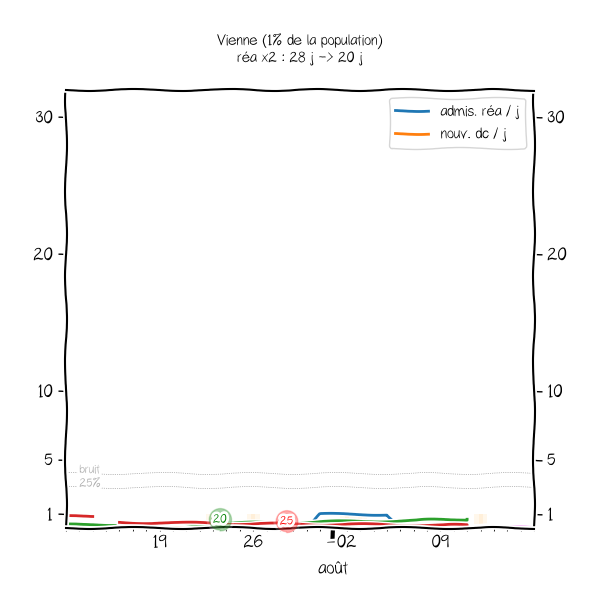 Vienne (1% de la population)
réa x2 : 28 j -> 20 j
admis. réa / j
nouv. dc / j
30 30
20 20
10 10
5 5
bruit
25%
1 1
20 25
19 26 02 09
août